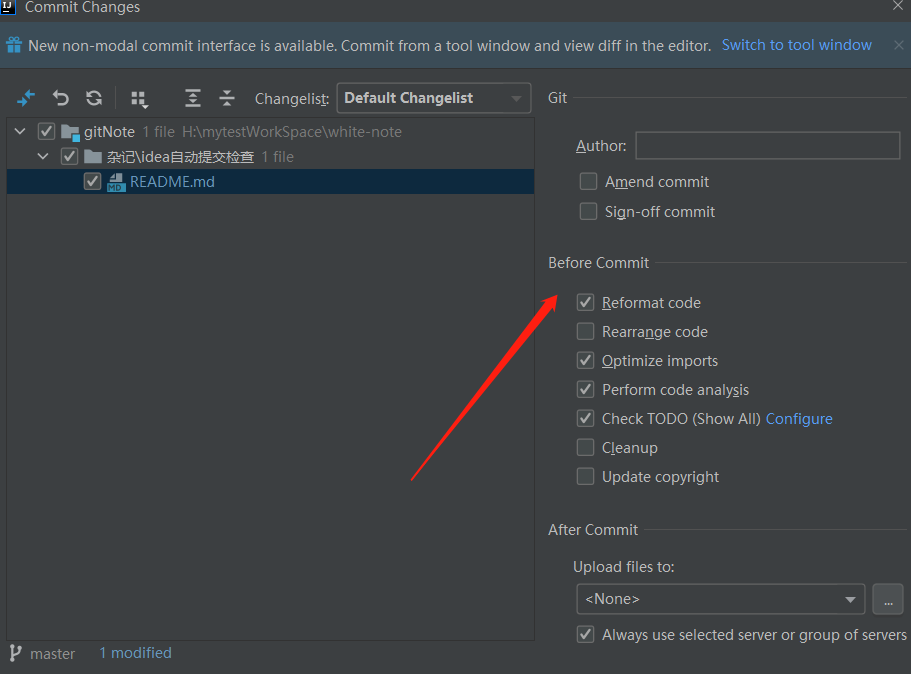 Commit Changes
New non-modal commit interface is available. Commit from a tool window and view diff in the editor. Switch to tool window
Changelist: Default Changelist
gitNote 1 file H:\mytestWorkSpace\white-note
杂记\idea自动提交检查 1 file
README.md
Git
Author:
Amend commit
Sign-off commit
Before Commit
Reformat code
Rearrange code
Optimize imports
Perform code analysis
Check TODO (Show All) Configure
Cleanup
Update copyright
After Commit
Upload files to:
<None> ...
Always use selected server or group of servers
master 1 modified